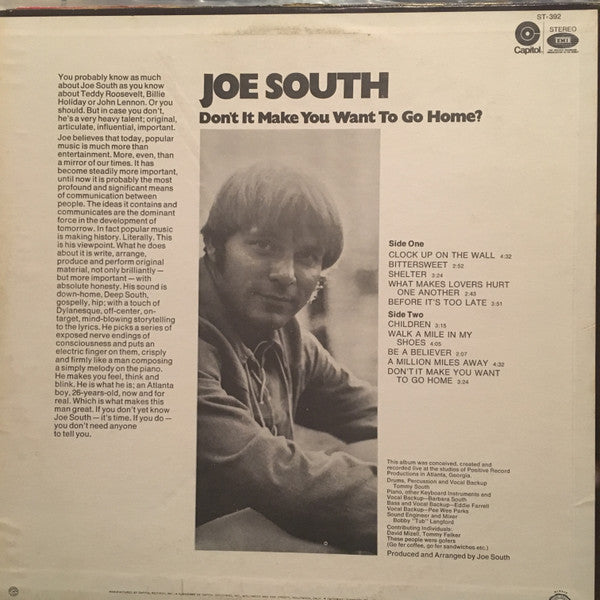 ST-392
Capitol
STEREO
EMI
JOE SOUTH
Don't It Make You Want To Go Home?
You probably know as much
about Joe South as you know
about Teddy Roosevelt, Billie
Holiday or John Lennon. Or you
should. But in case you don't,
he's a very heavy talent; original,
articulate, influential, important.
Joe believes that today, popular
music is much more than
entertainment. More, even, than
a mirror of our times. It has
become steadily more important,
until now it is probably the most
profound and significant means
of communication between
people. The ideas it contains and
communicates are the dominant
force in the development of
tomorrow. In fact popular music
is making history. Literally. This
is his viewpoint. What he does
about it is write, arrange,
produce and perform original
material, not only brilliantly —
but more important — with
absolute honesty. His sound is
down-home, Deep South,
gospelly, hip; with a touch of
Dylanesque, off-center, on-
target, mind-blowing storytelling
to the lyrics. He picks a series of
exposed nerve endings of
consciousness and puts an
electric finger on them, crisply
and firmly like a man composing
a simply melody on the piano.
He makes you feel, think and
blink. He is what he is; an Atlanta
boy, 26-years-old, now and for
real. Which is what makes this
man great. If you don't yet know
Joe South — it's time. If you do —
you don't need anyone
to tell you.
Side One
CLOCK UP ON THE WALL 4:32
BITTERSWEET 2:52
SHELTER 3:24
WHAT MAKES LOVERS HURT
ONE ANOTHER 2:43
BEFORE IT'S TOO LATE 3:51
Side Two
CHILDREN 3:15
WALK A MILE IN MY
SHOES 4:05
BE A BELIEVER 2:07
A MILLION MILES AWAY 4:32
DON'T IT MAKE YOU WANT
TO GO HOME 3:24
This album was conceived, created and
recorded live at the studios of Positive Record
Productions in Atlanta, Georgia.
Drums, Percussion and Vocal Backup
Tommy South
Piano, other Keyboard Instruments and
Vocal Backup—Barbara South
Bass and Vocal Backup—Eddie Farrell
Vocal Backup—Pee Wee Parks
Sound Engineer and Mixer
Bobby "Tub" Langford
Contributing individuals:
David Mizell, Tommy Falker
These people were gofers
(Go fer coffee, go fer sandwiches etc.)
Produced and Arranged by Joe South